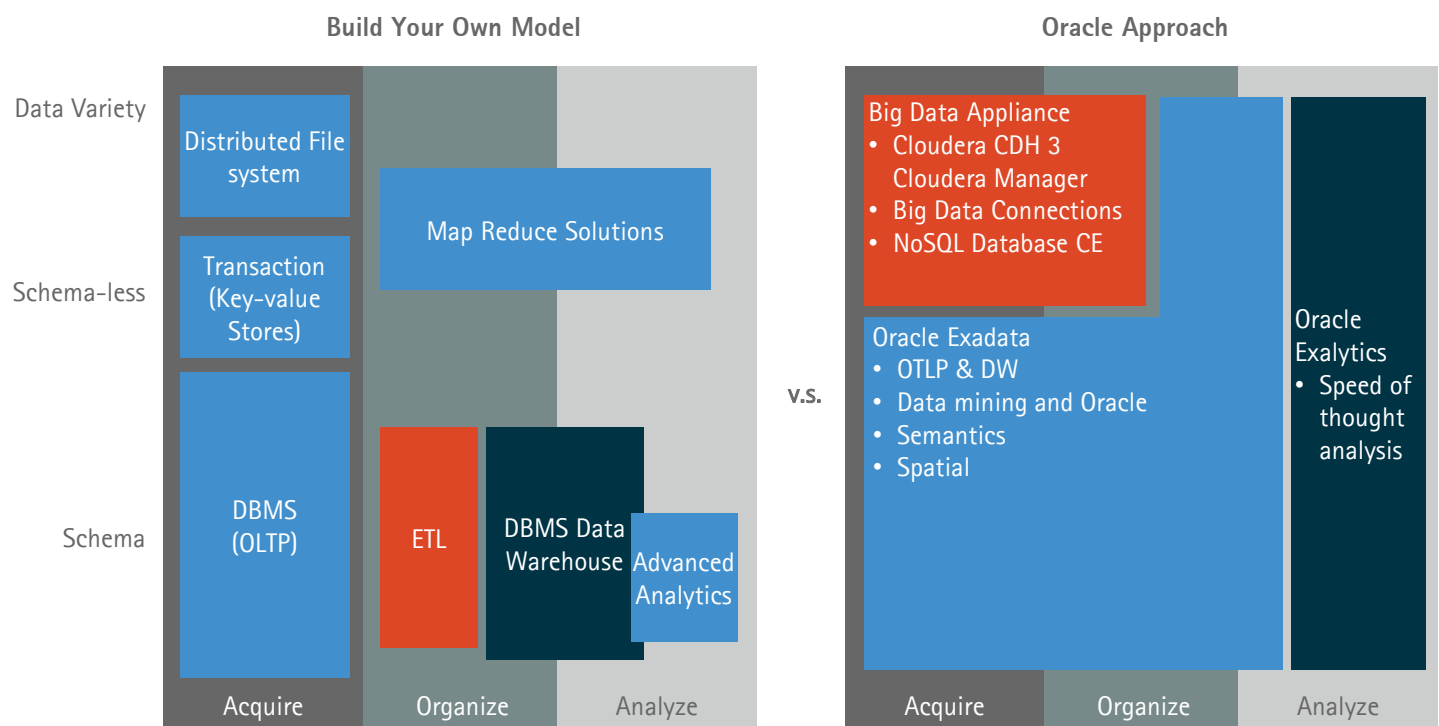 Build Your Own Model
Data Variety
Schema-less
Schema
Distributed File
system
Transaction
(Key-value
Stores)
DBMS
(OLTP)
Map Reduce Solutions
ETL
DBMS Data
Warehouse
Advanced
Analytics
Acquire
Organize
Analyze
v.s.
Oracle Approach
Big Data Appliance
• Cloudera CDH 3
Cloudera Manager
• Big Data Connections
• NoSQL Database CE
Oracle Exadata
• OTLP & DW
• Data mining and Oracle
• Semantics
• Spatial
Oracle
Exalytics
• Speed of
thought
analysis
Acquire
Organize
Analyze